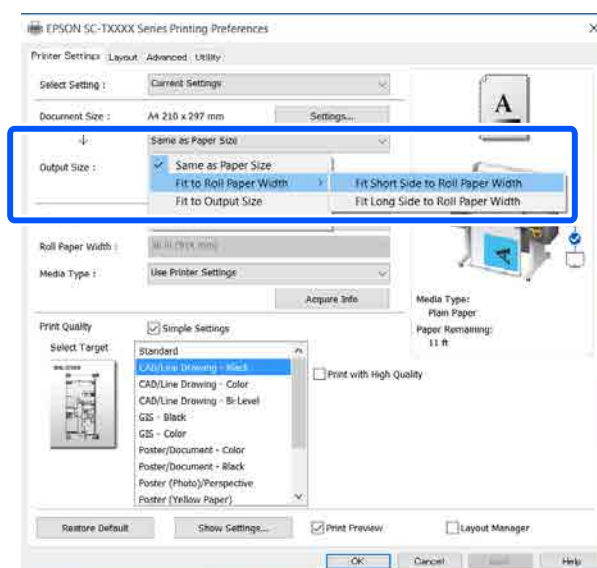 EPSON SC-TXXXX Series Printing Preferences
Printer Settings Layout Advanced Utility
Select Setting : Current Settings
Document Size : A4 210 x 297 mm Settings...
Same as Paper Size
Output Size :
Same as Paper Size
Fit to Roll Paper Width Fit Short Side to Roll Paper Width
Fit to Output Size Fit Long Side to Roll Paper Width
A
A
Roll Paper Width :
Media Type : Use Printer Settings
Acquire Info
Media Type:
Plain Paper
Paper Remaining:
11 ft
Print Quality Simple Settings
Select Target
Standard
CAD/Line Drawing - Black
CAD/Line Drawing - Color
CAD/Line Drawing - Bi-Level
GIS - Black
GIS - Color
Poster/Document - Color
Poster/Document - Black
Poster (Photo)/Perspective
Poster (Yellow Paper)
Print with High Quality
Restore Default Show Settings... Print Preview Layout Manager
OK Cancel Help